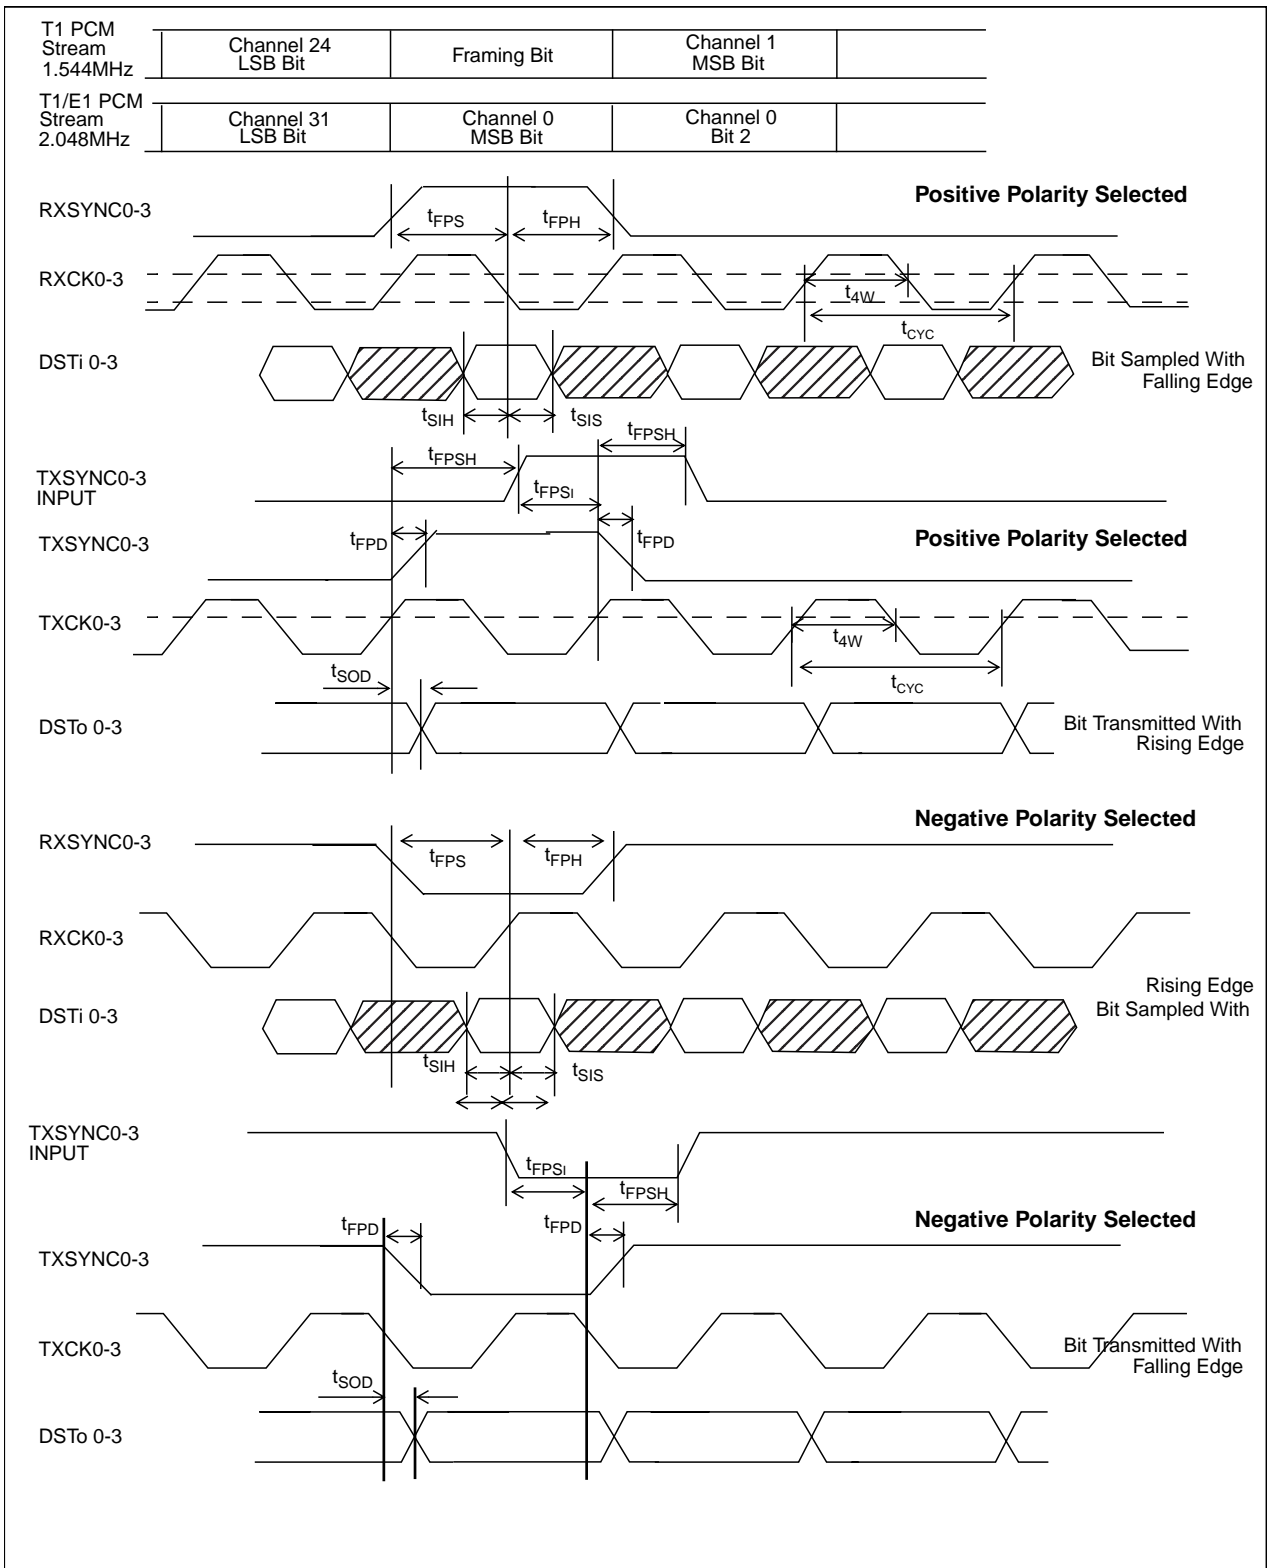 T1 PCM
Stream
1.544MHz
Channel 24
LSB Bit
Framing Bit
Channel 1
MSB Bit
T1/E1 PCM
Stream
2.048MHz
Channel 31
LSB Bit
Channel 0
MSB Bit
Channel 0
Bit 2
Positive Polarity Selected
RXSYNC0-3
tFPS
tFPH
RXCK0-3
t4W
tCYC
DSTi 0-3
Bit Sampled With
Falling Edge
tSIH
tSIS
tFPSH
tFPSH
TXSYNC0-3
INPUT
tFPSI
TXSYNC0-3
tFPD
tFPD
Positive Polarity Selected
TXCK0-3
t4W
tSOD
tCYC
DSTo 0-3
Bit Transmitted With
Rising Edge
Negative Polarity Selected
RXSYNC0-3
tFPS
tFPH
RXCK0-3
Rising Edge
Bit Sampled With
DSTi 0-3
tSIH
tSIS
TXSYNC0-3
INPUT
tFPSI
tFPSH
tFPD
tFPD
Negative Polarity Selected
TXSYNC0-3
TXCK0-3
Bit Transmitted With
Falling Edge
tSOD
DSTo 0-3